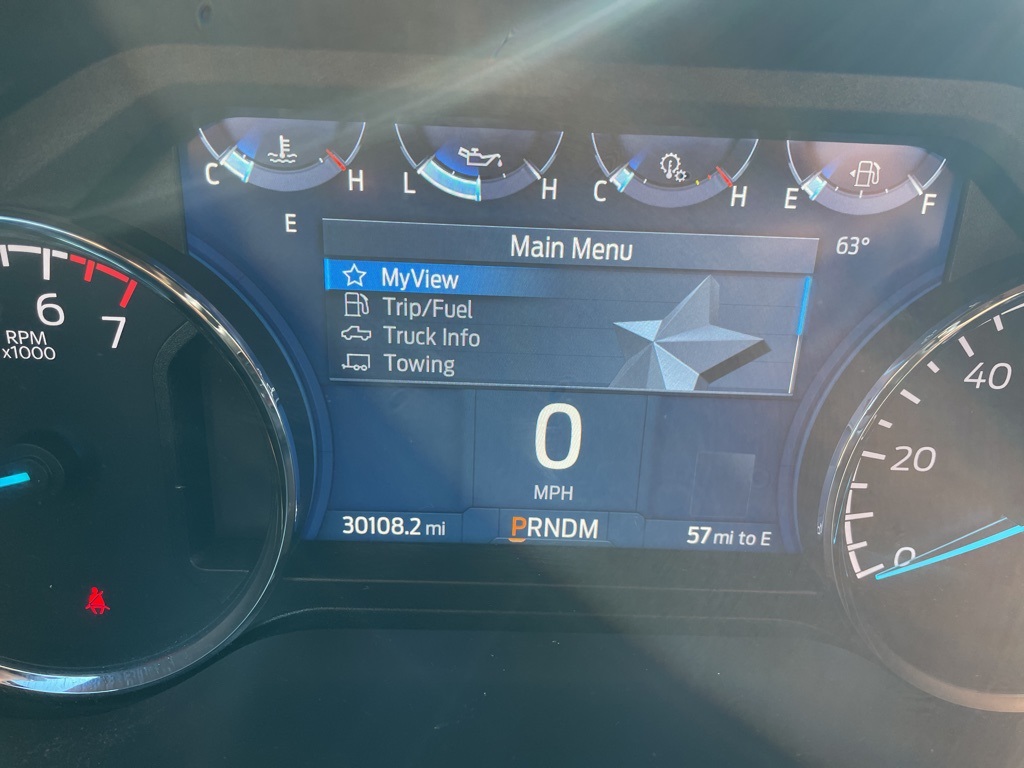 C H L H C H E F
E
63°
Main Menu
MyView
Trip/Fuel
Truck Info
Towing
6
7
RPM
x1000
0
MPH
30108.2 mi
PRNDM
57 mi to E
40
20
0